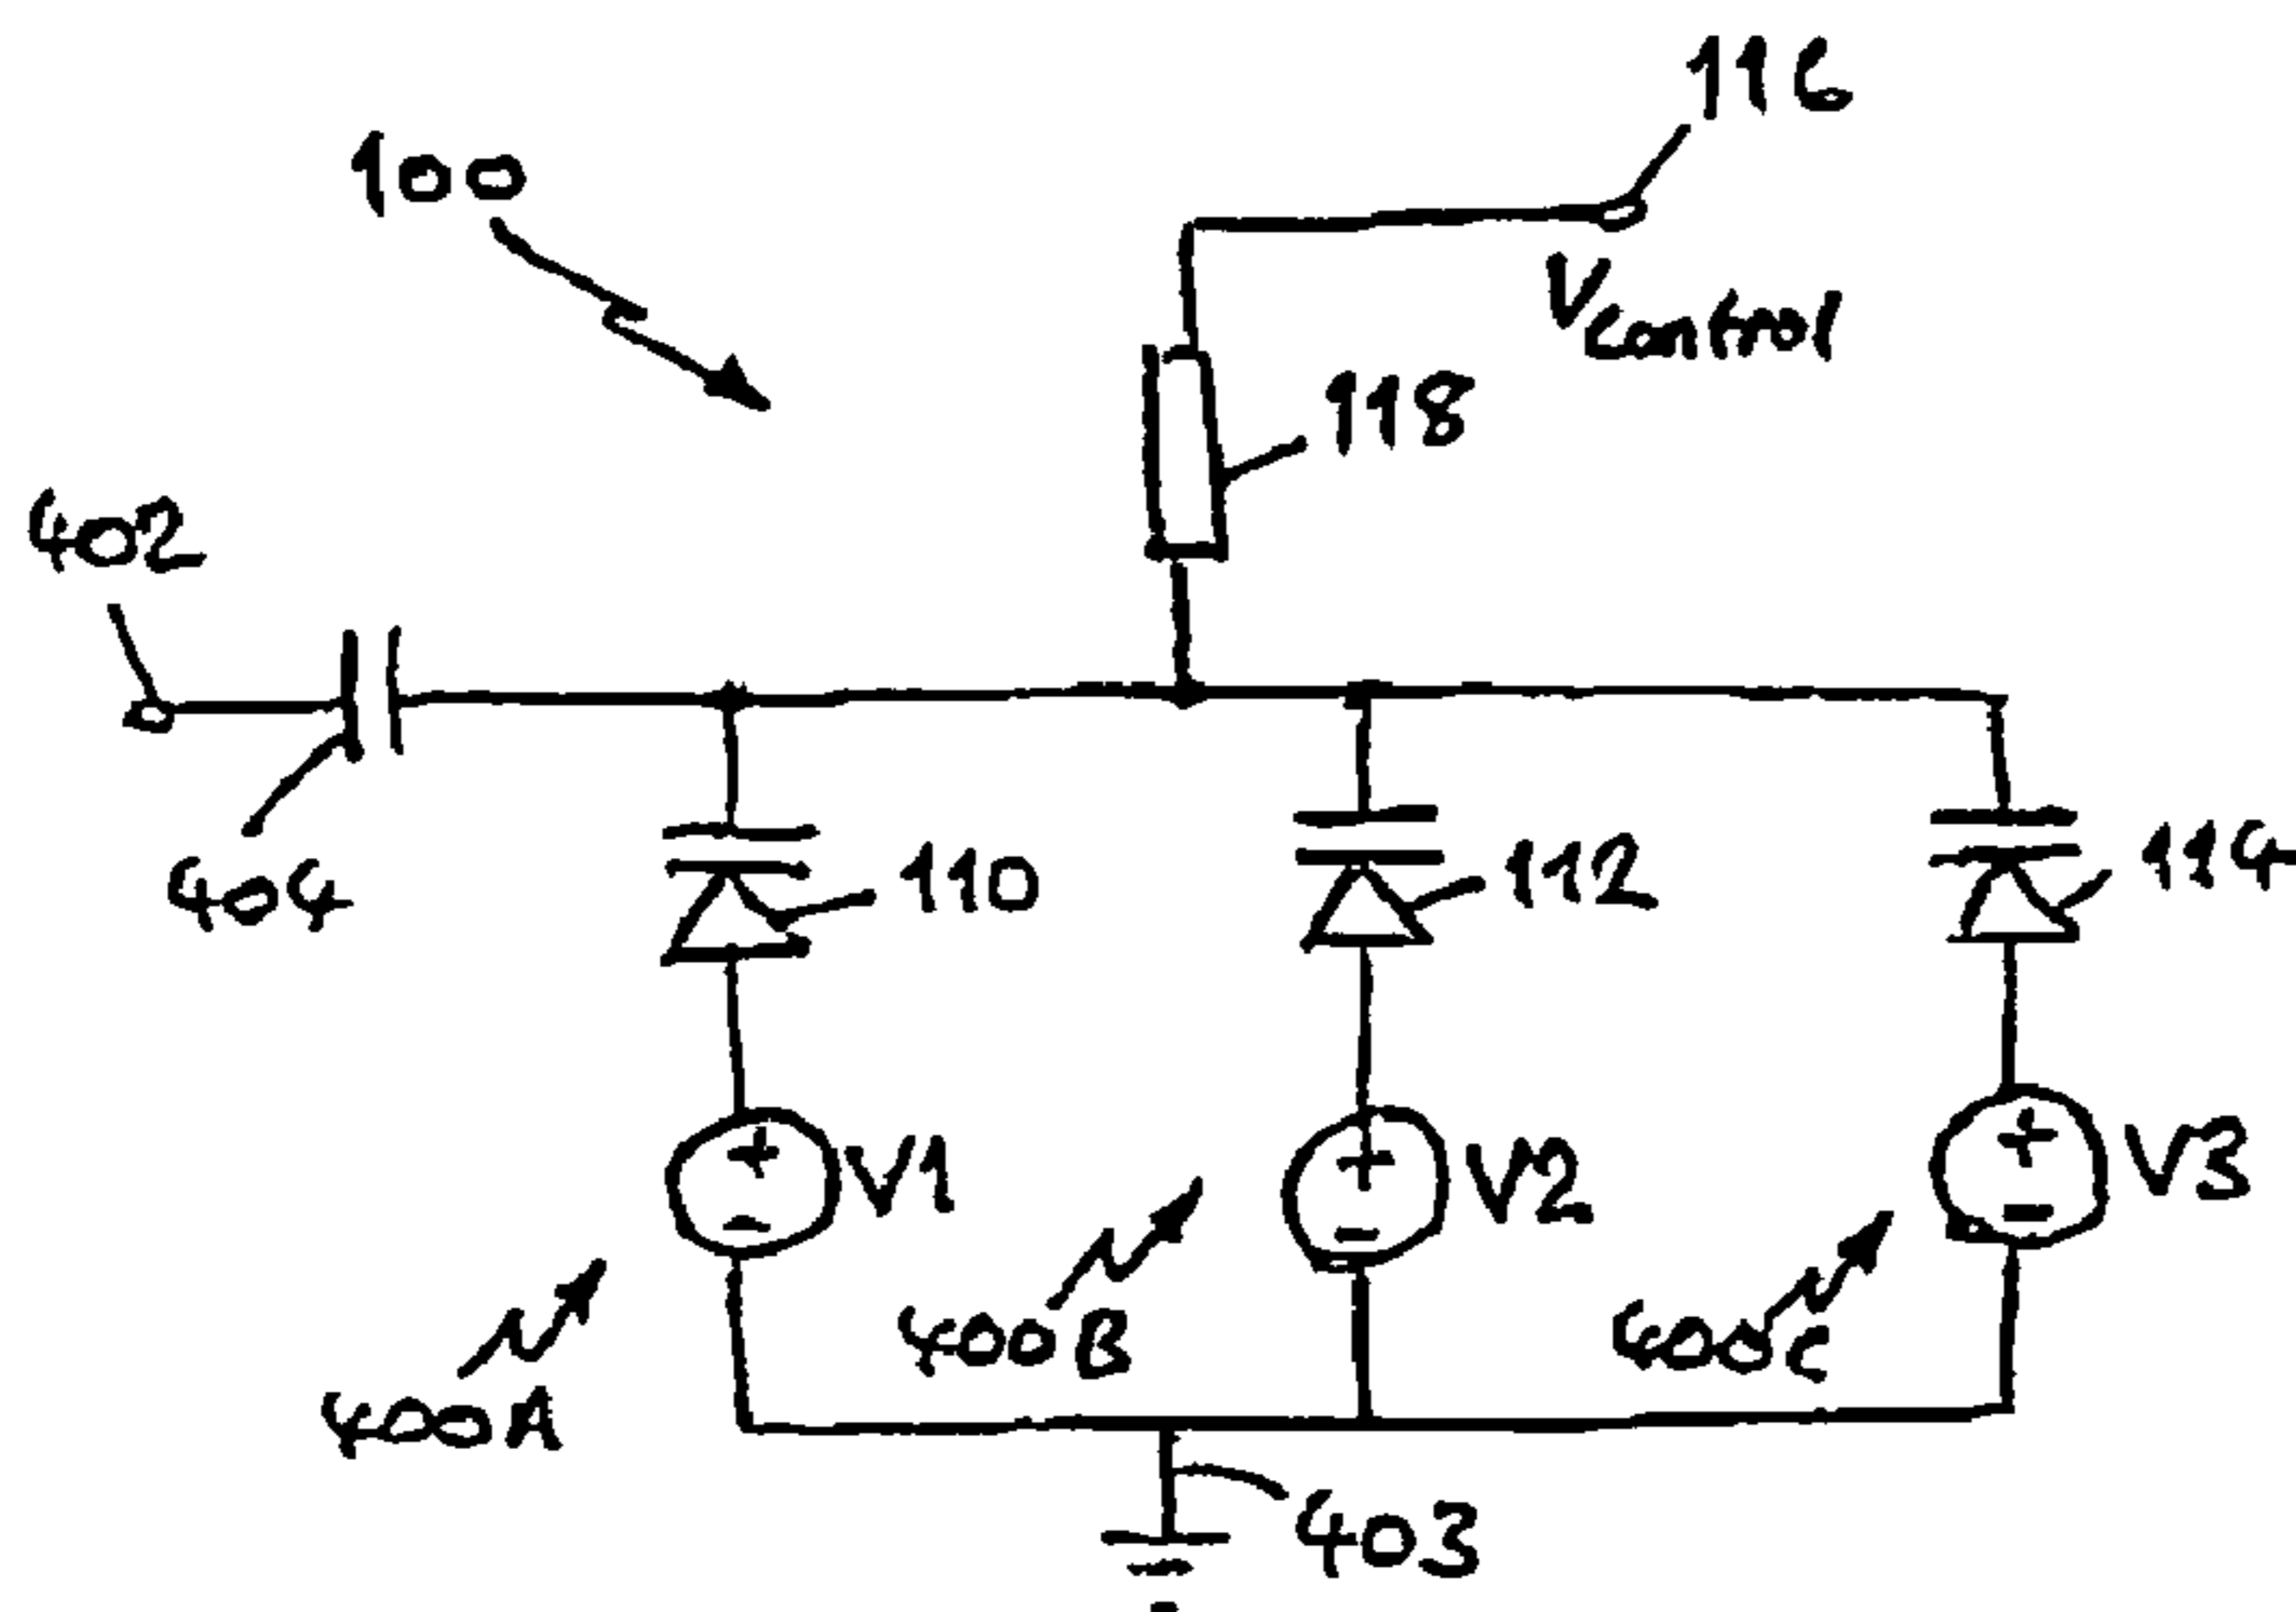 116
100
Vcontrol
118
402
404
110
112
114
+
+
+
V1
V2
V3
-
-
-
400A
400B
400C
403